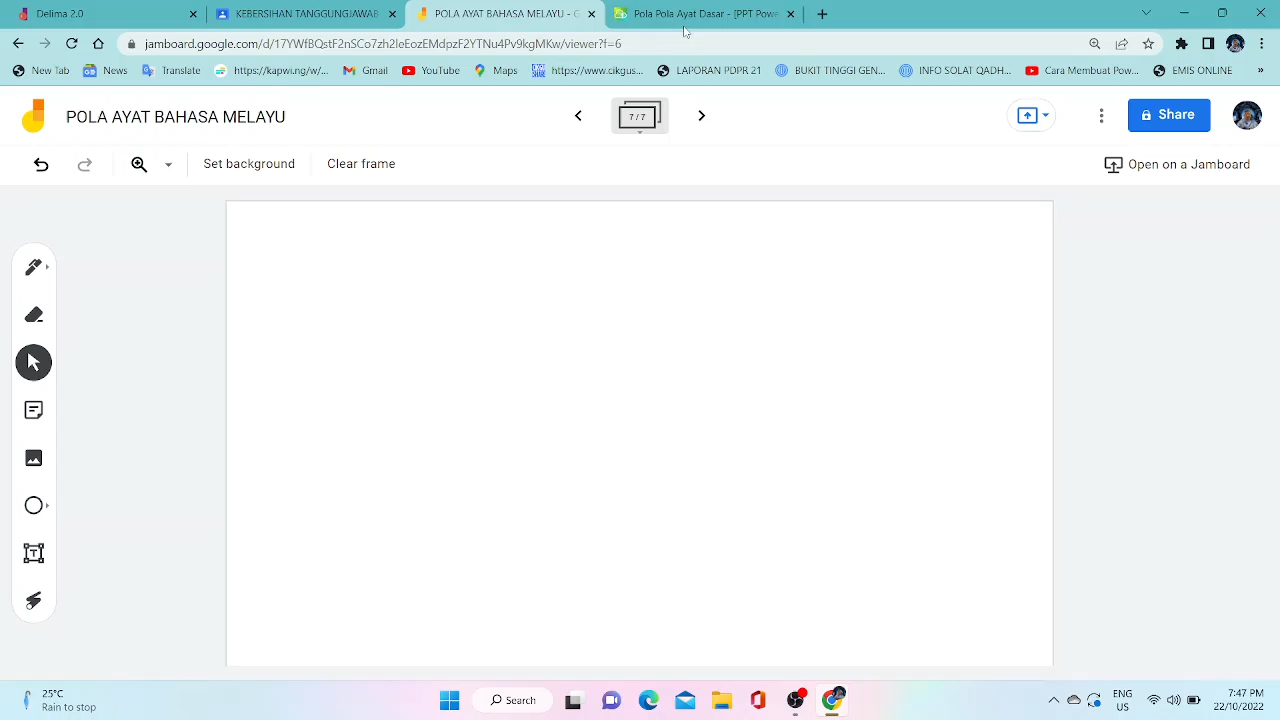 Delima 2.0
KEBERSIHAN TANGGUNGJAWAB
POLA AYAT BAHASA MELAYU - G
Pola Pola Ayat Dasar - [PPT Powe
jamboard.google.com/d/17YWfBQstF2nSCo7zh2leEozEMdpzF2YTNu4Pv9kgMKw/viewer?f=6
New Tab
News
Translate
https://kapwi.ng/w/...
Gmail
YouTube
Maps
https://www.cikgus...
LAPORAN PDPR 21
BUKIT TINGGI GEN...
INFO SOLAT QADH...
Cara Membuat Pow...
EMIS ONLINE
POLA AYAT BAHASA MELAYU
7 / 7
Share
Set background
Clear frame
Open on a Jamboard
25°C
Rain to stop
Search
ENG
US
7:47 PM
22/10/2022